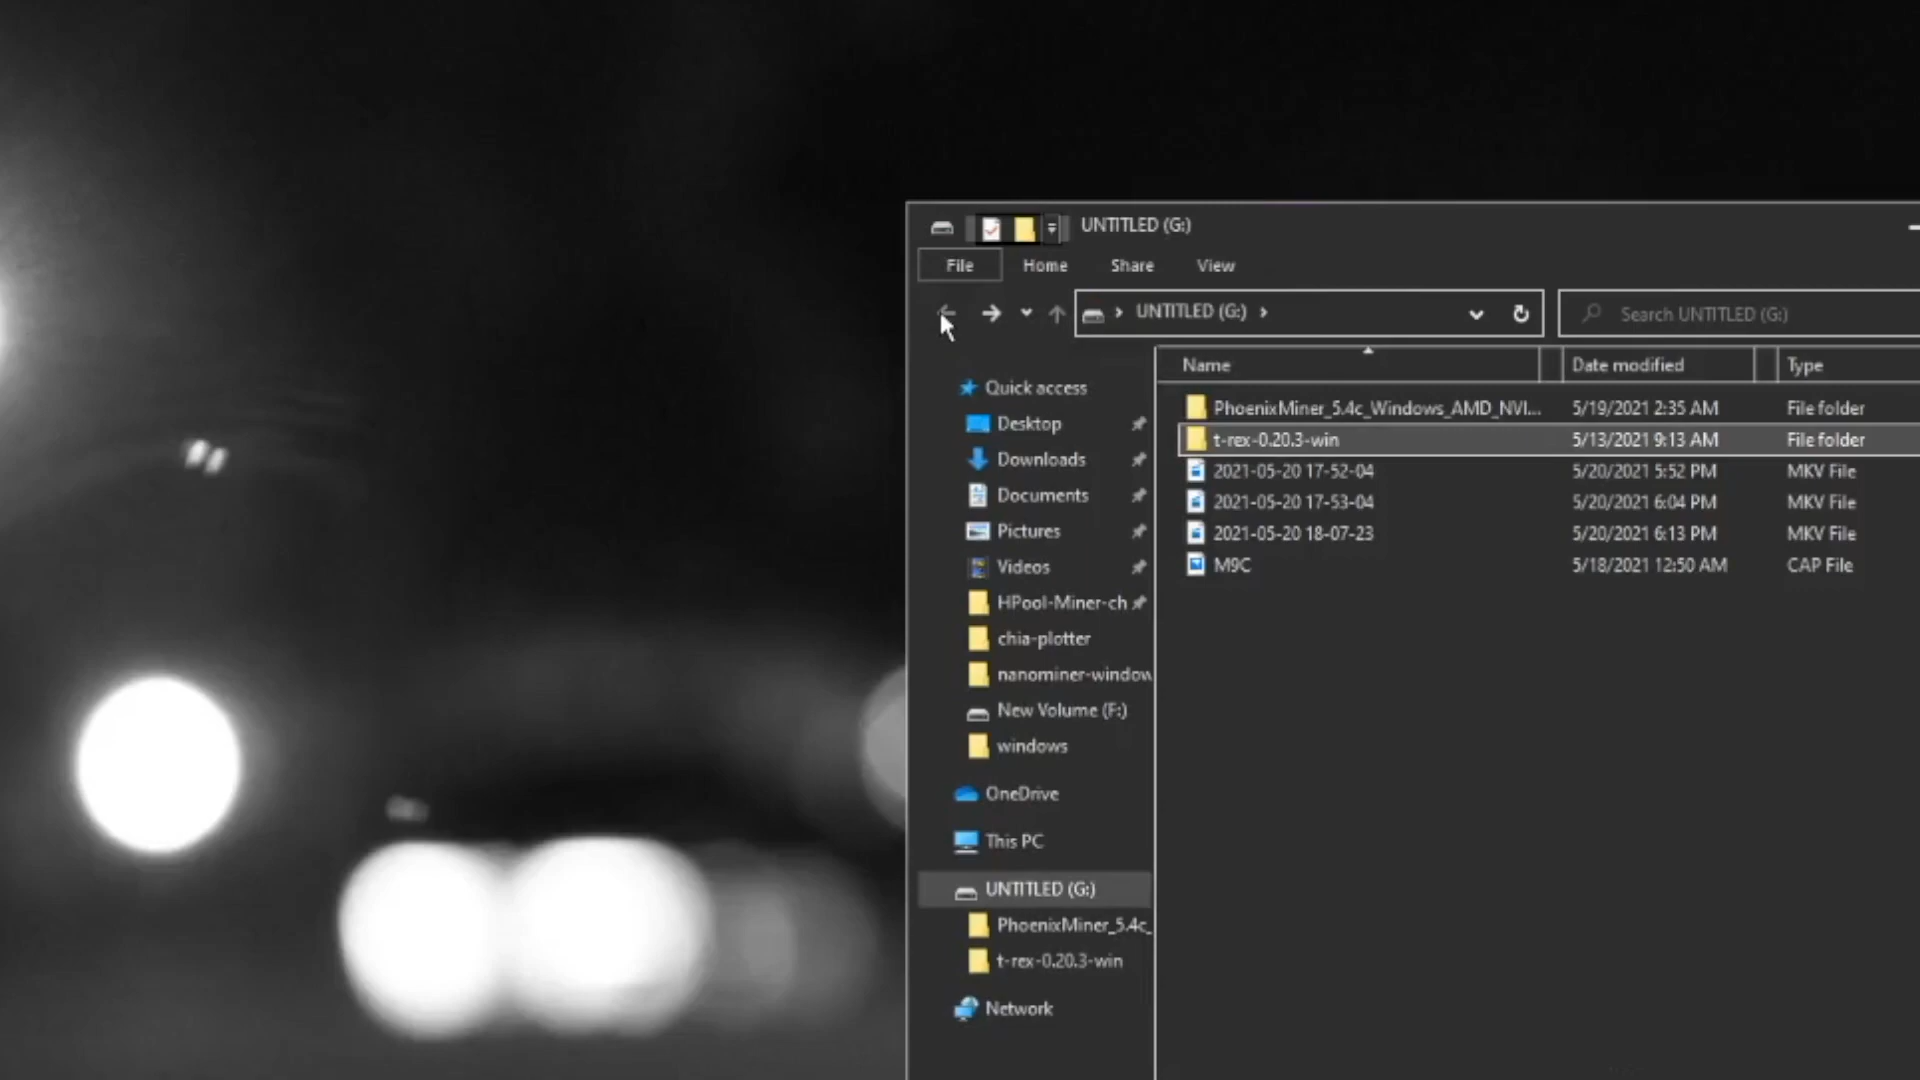 UNTITLED (G:)
File Home Share View
UNTITLED (G:)
Search UNTITLED (G:)
Name Date modified Type
PhoenixMiner_5.4c_Windows_AMD_NVI... 5/19/2021 2:35 AM File folder
t-rex-0.20.3-win 5/13/2021 9:13 AM File folder
2021-05-20 17-52-04 5/20/2021 5:52 PM MKV File
2021-05-20 17-53-04 5/20/2021 6:04 PM MKV File
2021-05-20 18-07-23 5/20/2021 6:13 PM MKV File
M9C 5/18/2021 12:50 AM CAP File
Quick access
Desktop
Downloads
Documents
Pictures
Videos
HPool-Miner-ch
chia-plotter
nanominer-window
New Volume (F:)
windows
OneDrive
This PC
UNTITLED (G:)
PhoenixMiner_5.4c_
t-rex-0.20.3-win
Network